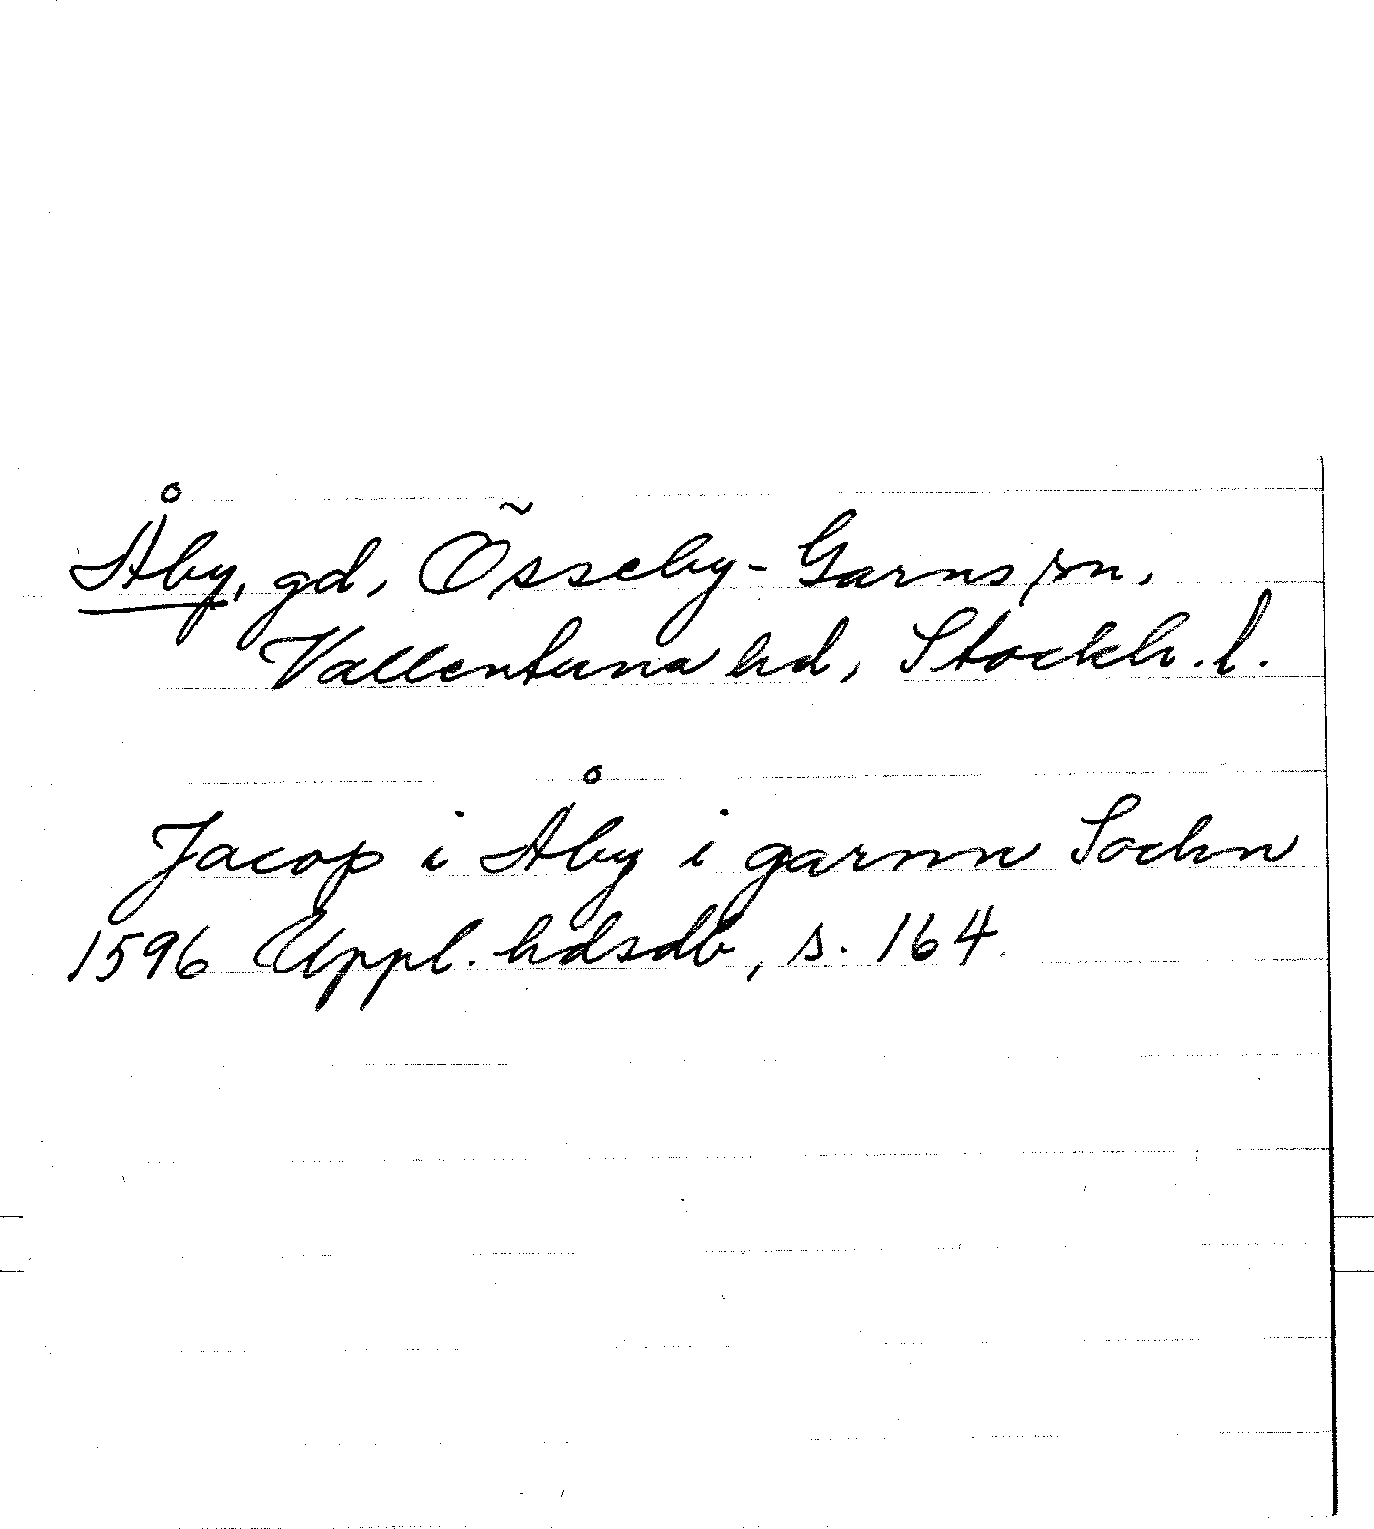 Åby, gd, Össeby-Garns sn,
Vallentuna hd, Stockh. l.
Jacop i Åby i garnn Sochn
1596 Uppl. hdsdb, s. 164.